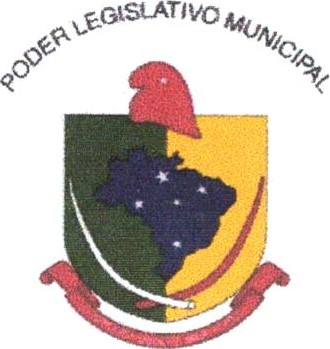 PODER LEGISLATIVO MUNICIPAL